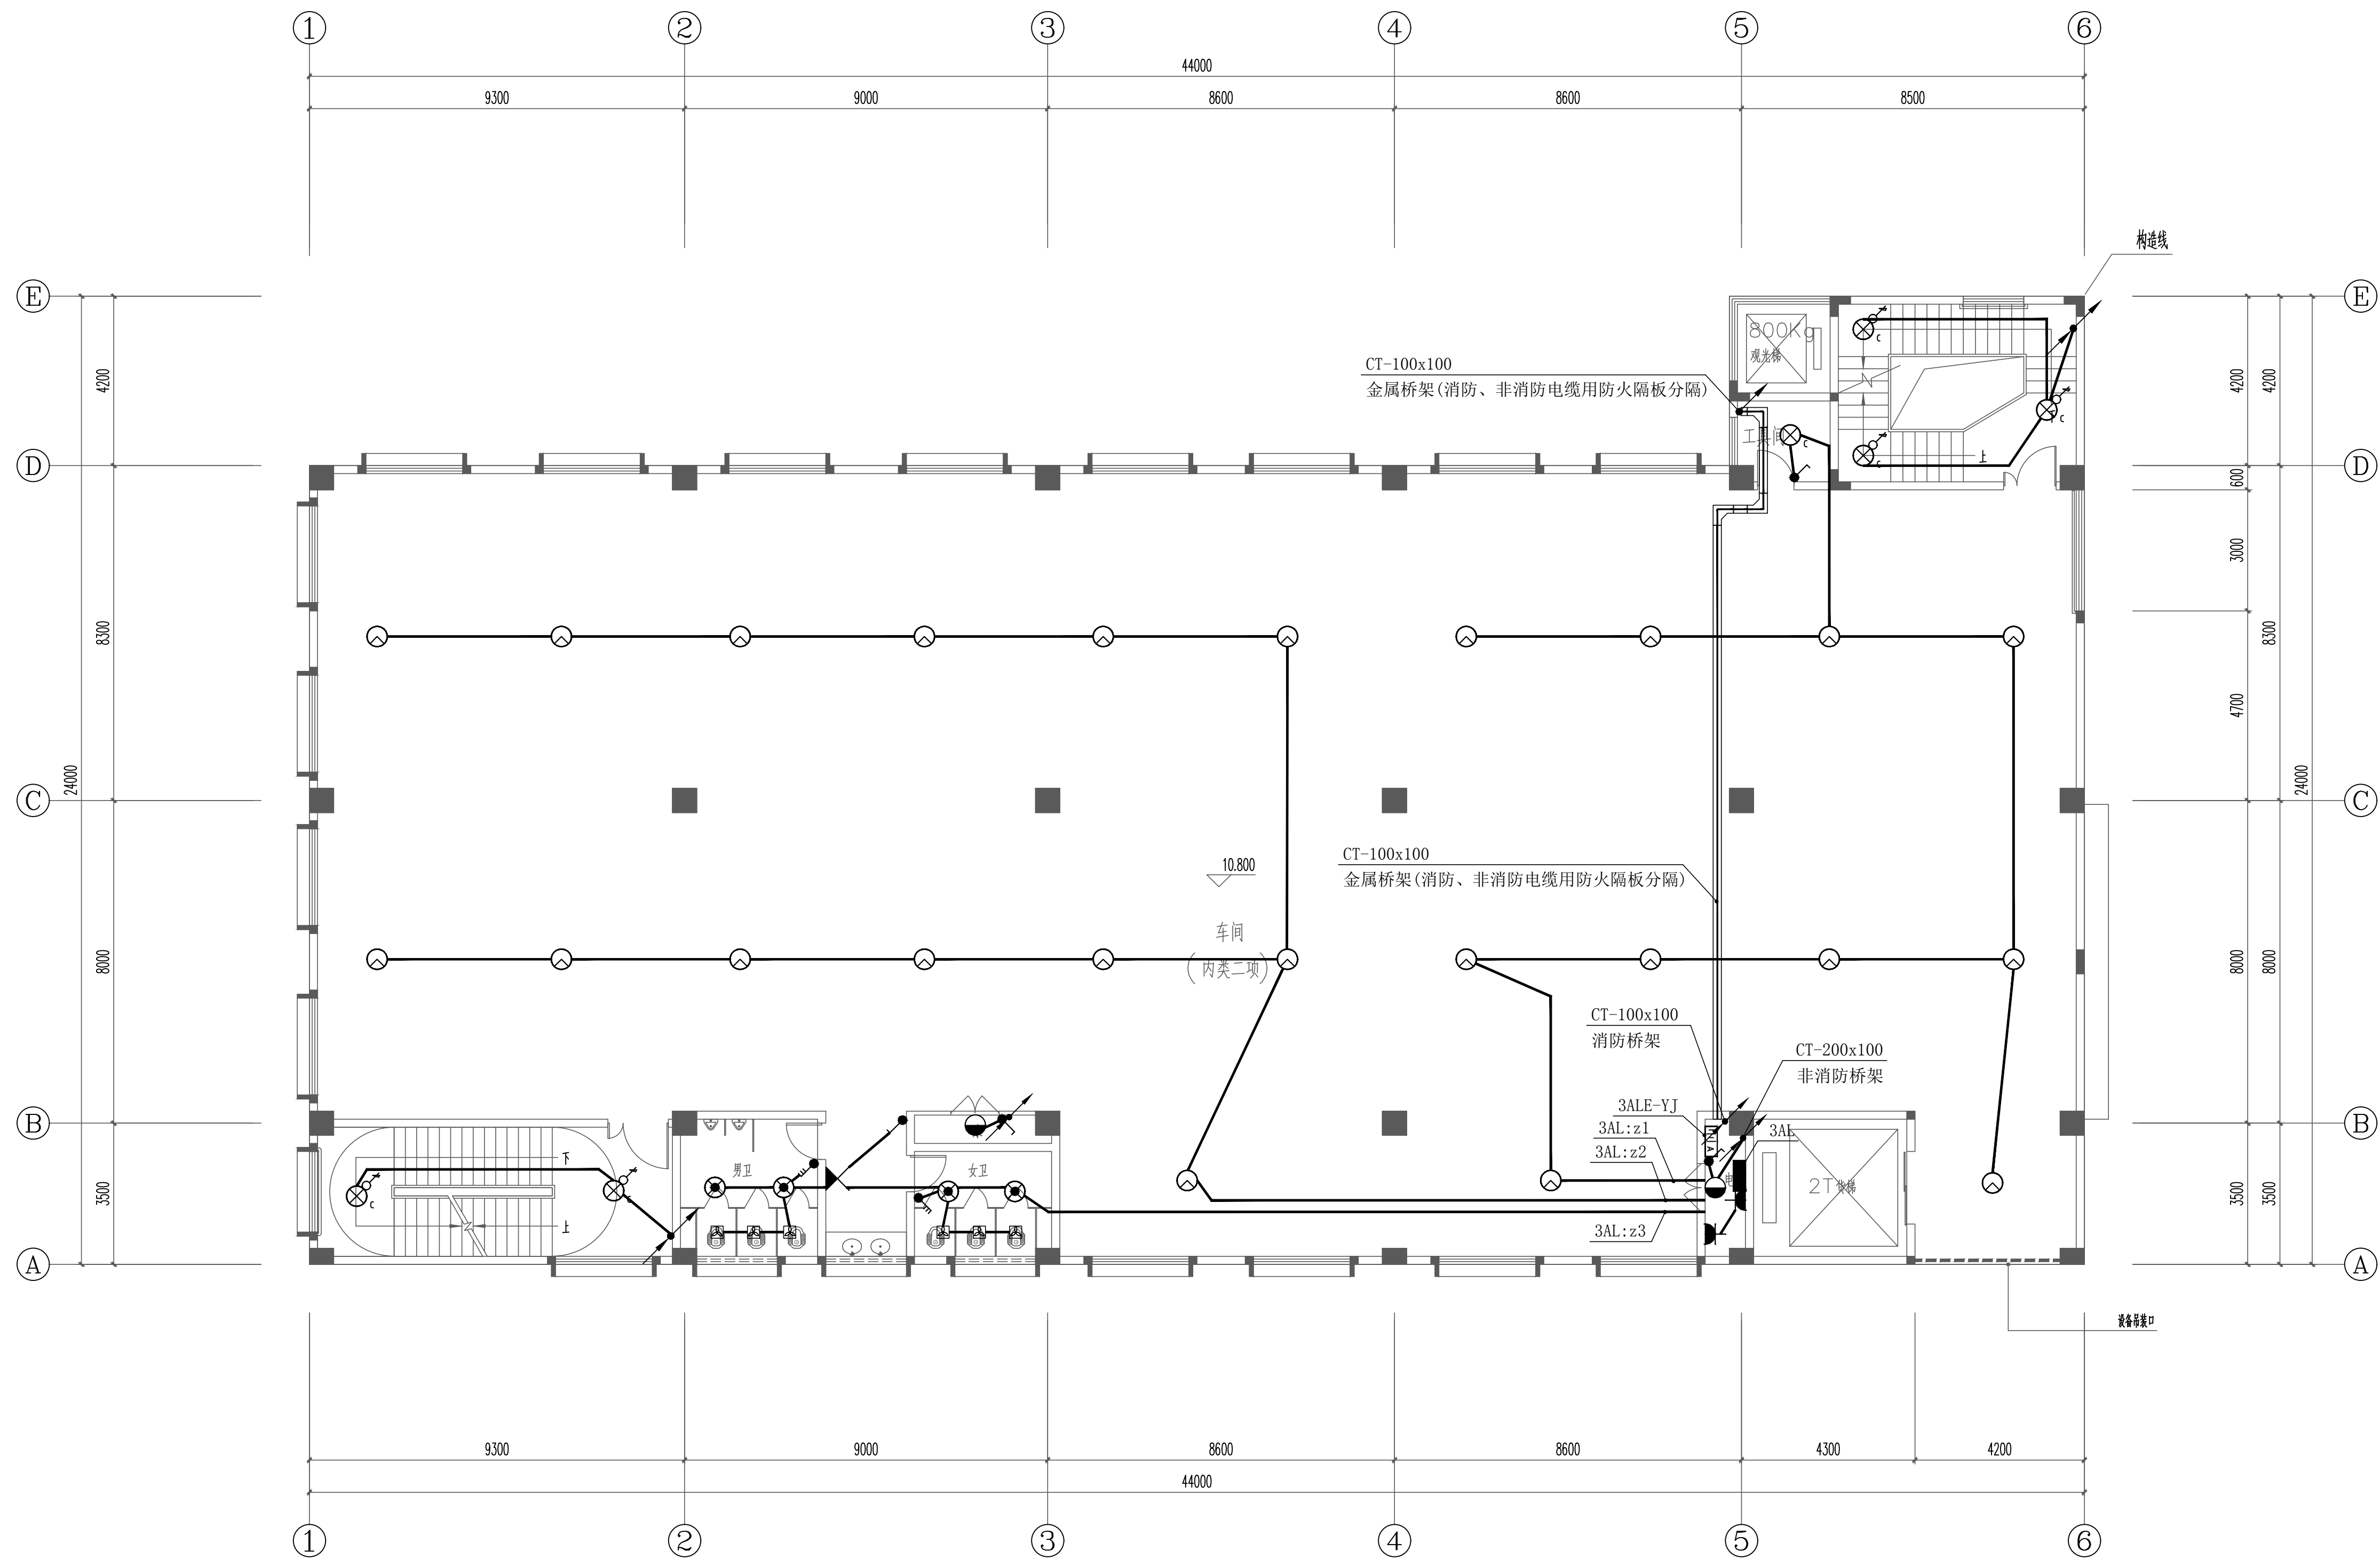 1 2 3 4 5 6
44000
9300 9000 8600 8600 8500
构造线
E E
800Kg
观光梯
C
CT-100x100
金属桥架(消防、非消防电缆用防火隔板分隔)
4200 4200 4200
C
工具间
C
C
上
D D
600
3000
8300 8300
4700
24000 24000
C C
CT-100x100
金属桥架(消防、非消防电缆用防火隔板分隔)
10.800
车间
(丙类二项)
8000 8000 8000
CT-100x100
消防桥架
CT-200x100
非消防桥架
3ALE-YJ
3AL:z1
3AL
3AL:z2
B B
下
男卫
女卫
电
2T货梯
C
3500 3500 3500
上
3AL:z3
A A
设备吊装口
9300 9000 8600 8600 4300 4200
44000
1 2 3 4 5 6